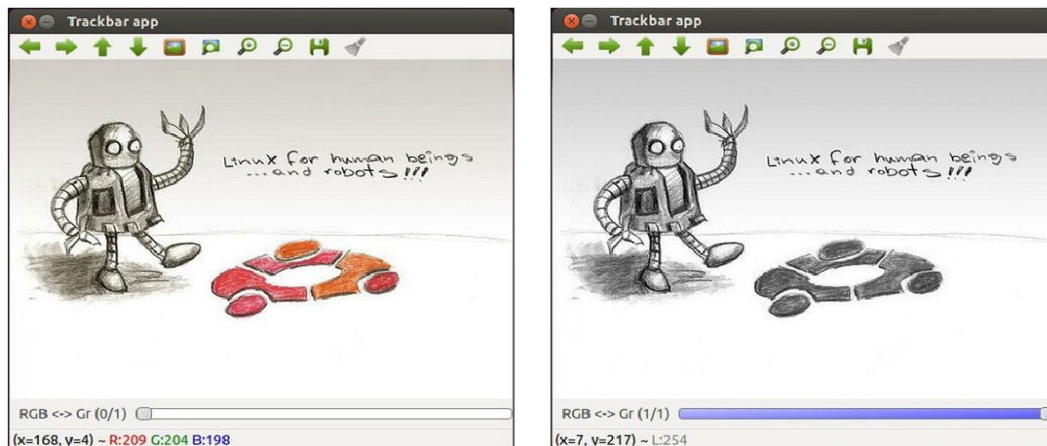 Trackbar app
Linux for human beings
...and robots!!!
RGB <-> Gr (0/1)
(x=168, y=4) ~ R:209 G:204 B:198
Trackbar app
Linux for human beings
...and robots!!!
RGB <-> Gr (1/1)
(x=7, y=217) ~ L:254